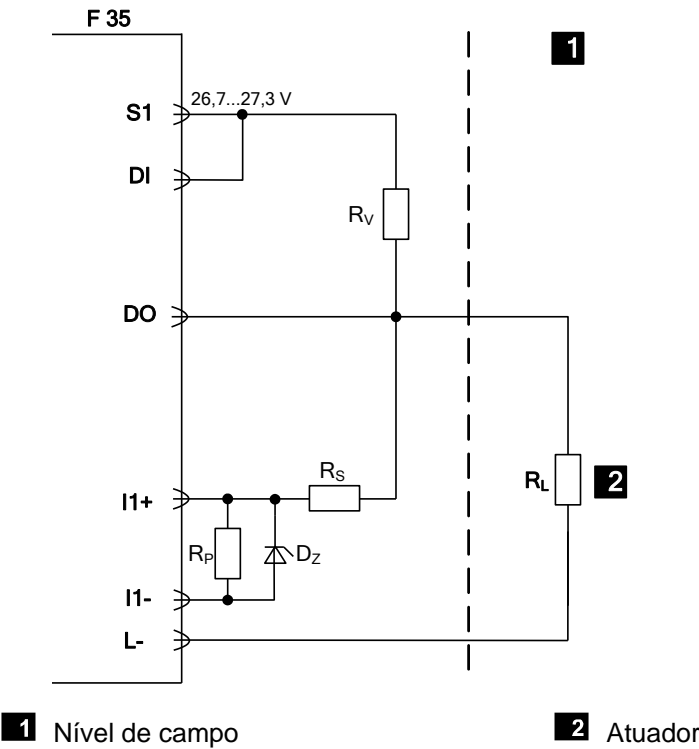 F 35
1
26,7...27,3 V
S1
DI
RV
DO
RS
I1+
RL
2
RP
DZ
I1-
L-
1 Nível de campo
2 Atuador